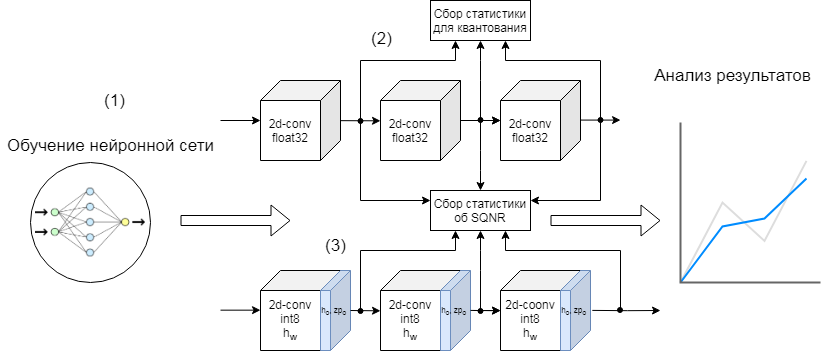 Сбор статистики
для квантования
(2)
Анализ результатов
(1)
2d-conv
float32
2d-conv
float32
2d-conv
float32
Обучение нейронной сети
Сбор статистики
об SQNR
(3)
2d-conv
int8
hw
ho, zpo
2d-conv
int8
hw
ho, zpo
2d-coonv
int8
hw
ho, zpo